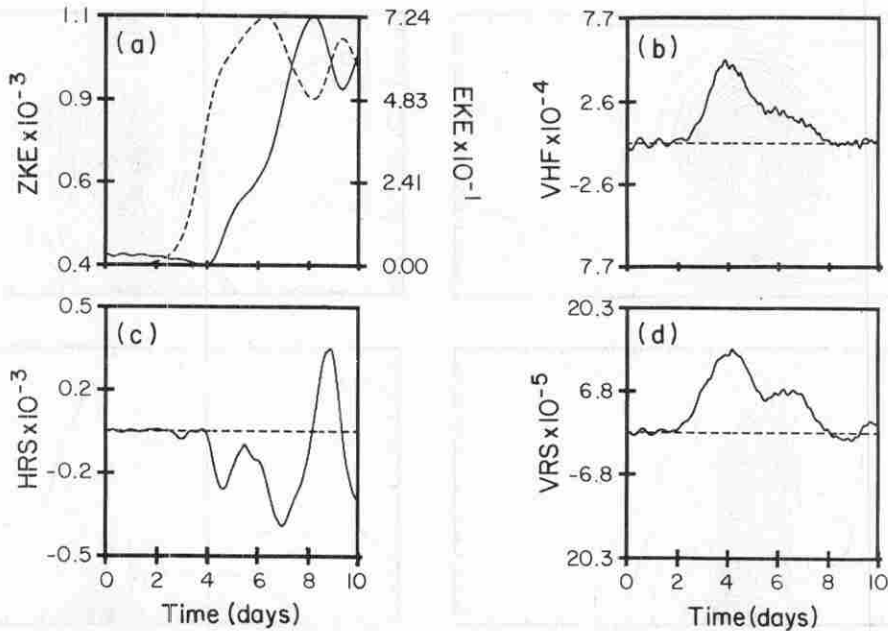 (a)
1.1
0.9
0.6
0.4
ZKE x 10⁻³
7.24
4.83
2.41
0.00
EKE x 10⁻¹
(b)
7.7
2.6
-2.6
7.7
VHF x 10⁻⁴
(c)
0.5
0.2
-0.2
-0.5
HRS x 10⁻³
0 2 4 6 8 10
Time (days)
(d)
20.3
6.8
-6.8
20.3
VRS x 10⁻⁵
0 2 4 6 8 10
Time (days)